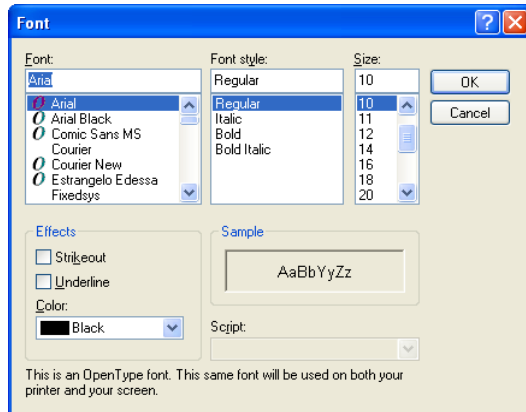 Font
Font:
Arial
Arial
Arial Black
Comic Sans MS
Courier
Courier New
Estrangelo Edessa
Fixedsys
Font style:
Regular
Regular
Italic
Bold
Bold Italic
Size:
10
10
11
12
14
16
18
20
OK
Cancel
Effects
Strikeout
Underline
Color:
Black
Sample
AaBbYyZz
Script:
This is an OpenType font. This same font will be used on both your
printer and your screen.